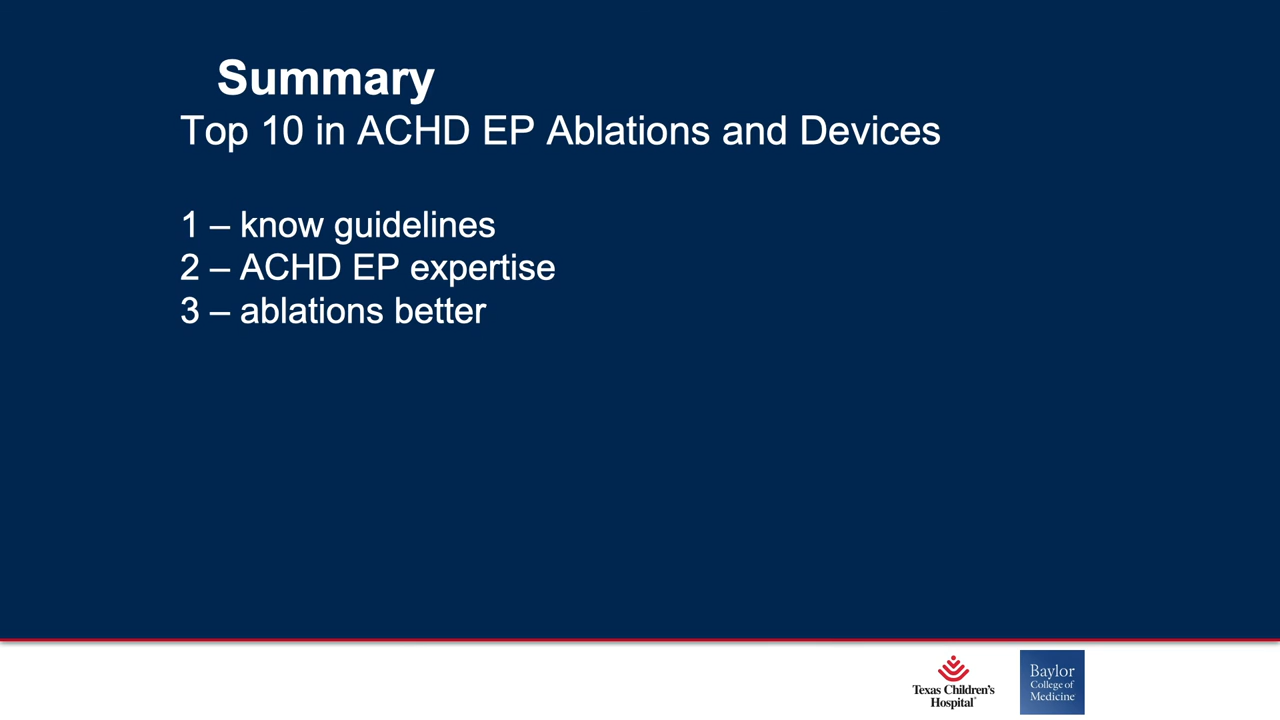 Summary
Top 10 in ACHD EP Ablations and Devices
1 – know guidelines
2 – ACHD EP expertise
3 – ablations better
Texas Children's
Hospital
Baylor
College of
Medicine